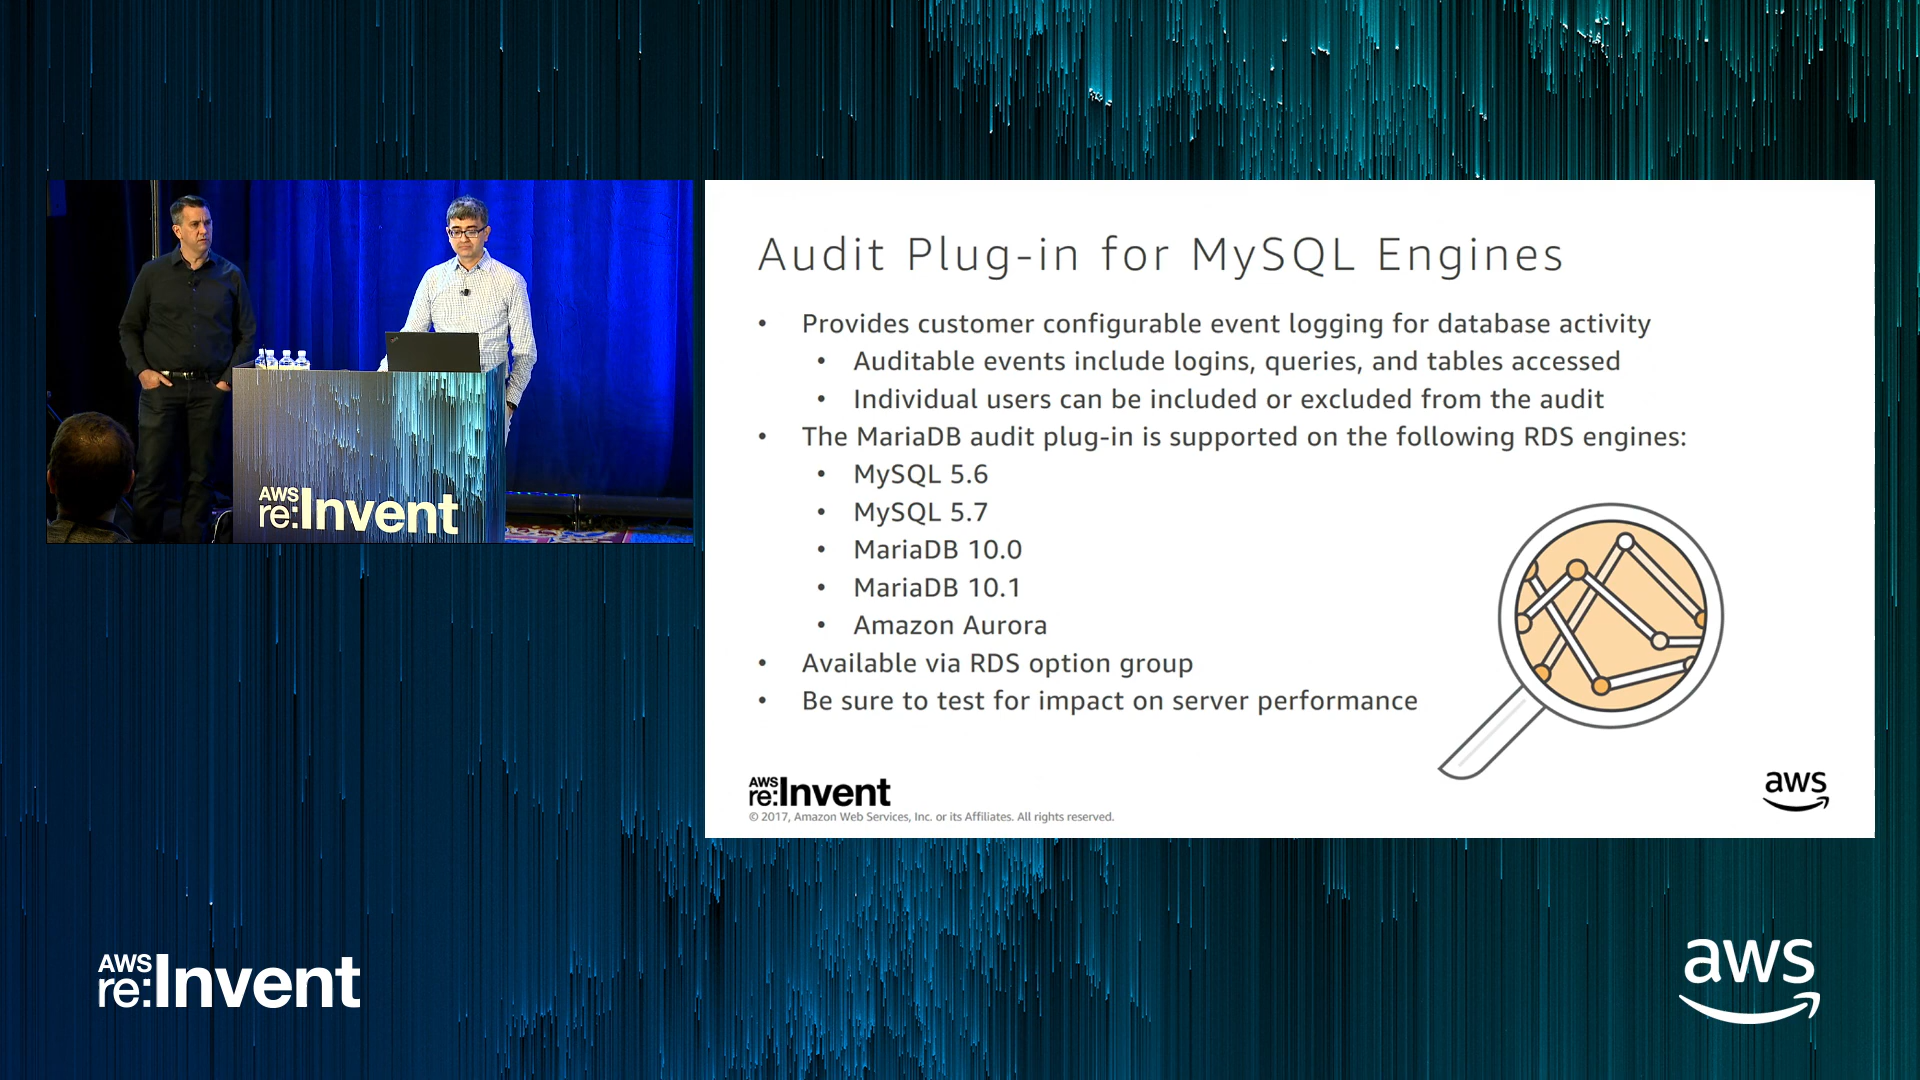 Audit Plug-in for MySQL Engines
• Provides customer configurable event logging for database activity
• Auditable events include logins, queries, and tables accessed
• Individual users can be included or excluded from the audit
• The MariaDB audit plug-in is supported on the following RDS engines:
• MySQL 5.6
• MySQL 5.7
• MariaDB 10.0
• MariaDB 10.1
• Amazon Aurora
• Available via RDS option group
• Be sure to test for impact on server performance
AWS
re:Invent
© 2017, Amazon Web Services, Inc. or its Affiliates. All rights reserved.
aws
AWS
re:Invent
AWS
re:Invent
aws